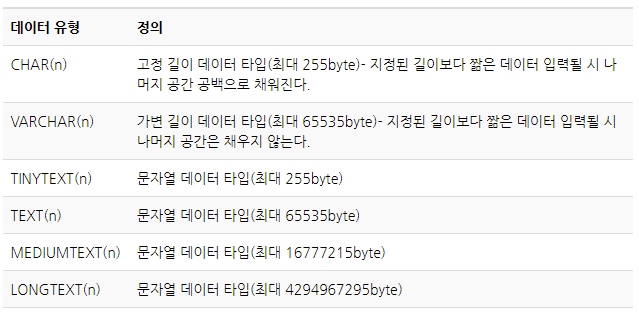 데이터 유형 정의
CHAR(n) 고정 길이 데이터 타입(최대 255byte)- 지정된 길이보다 짦은 데이터 입력될 시 나
머지 공간 공백으로 채워진다.
VARCHAR(n) 가변 길이 데이터 타입(최대 65535byte)- 지정된 길이보다 짦은 데이터 입력될 시
나머지 공간은 채우지 않는다.
TINYTEXT(n) 문자열 데이터 타입(최대 255byte)
TEXT(n) 문자열 데이터 타입(최대 65535byte)
MEDIUMTEXT(n) 문자열 데이터 타입(최대 16777215byte)
LONGTEXT(n) 문자열 데이터 타입(최대 4294967295byte)